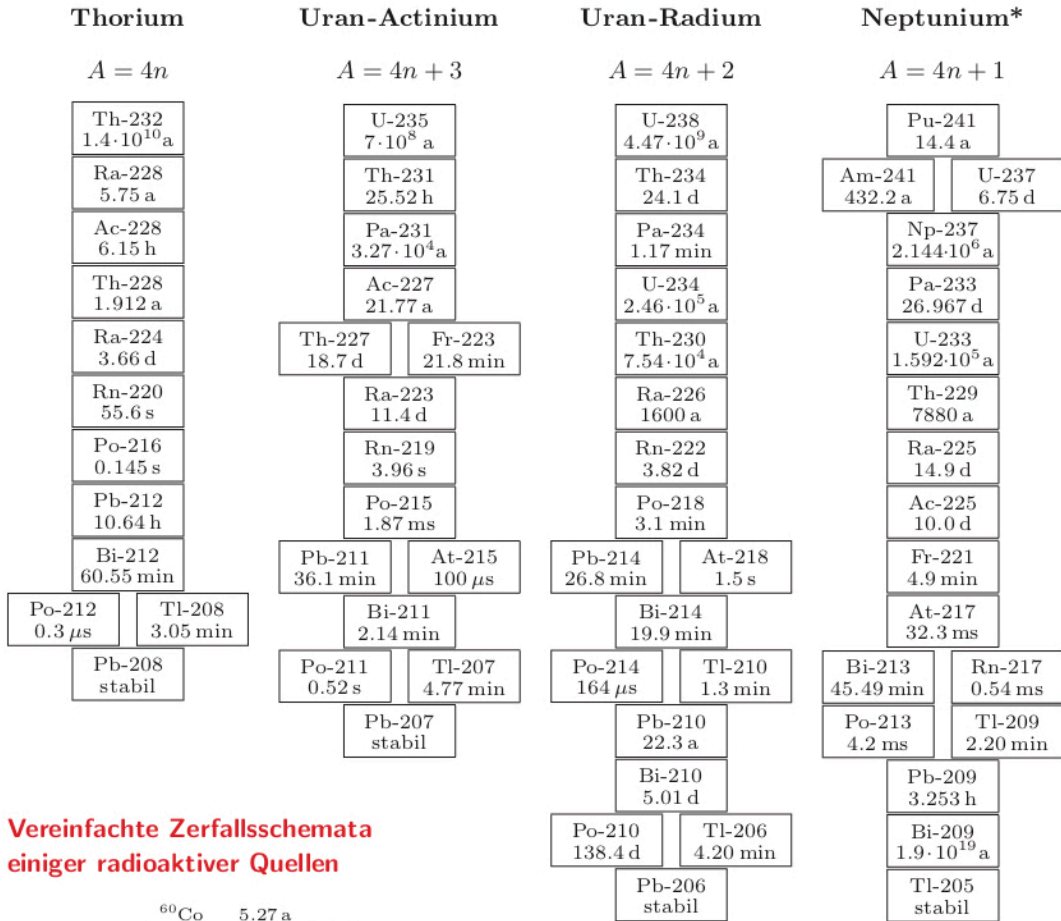 Thorium
A = 4n
Th-232
1.4·10¹⁰a
Ra-228
5.75 a
Ac-228
6.15 h
Th-228
1.912 a
Ra-224
3.66 d
Rn-220
55.6 s
Po-216
0.145 s
Pb-212
10.64 h
Bi-212
60.55 min
Po-212
0.3 µs
Tl-208
3.05 min
Pb-208
stabil
Uran-Actinium
A = 4n + 3
U-235
7·10⁸ a
Th-231
25.52 h
Pa-231
3.27·10⁴a
Ac-227
21.77 a
Th-227
18.7 d
Fr-223
21.8 min
Ra-223
11.4 d
Rn-219
3.96 s
Po-215
1.87 ms
Pb-211
36.1 min
At-215
100 µs
Bi-211
2.14 min
Po-211
0.52 s
Tl-207
4.77 min
Pb-207
stabil
Uran-Radium
A = 4n + 2
U-238
4.47·10⁹a
Th-234
24.1 d
Pa-234
1.17 min
U-234
2.46·10⁵a
Th-230
7.54·10⁴a
Ra-226
1600 a
Rn-222
3.82 d
Po-218
3.1 min
Pb-214
26.8 min
At-218
1.5 s
Bi-214
19.9 min
Po-214
164 µs
Tl-210
1.3 min
Pb-210
22.3 a
Bi-210
5.01 d
Po-210
138.4 d
Tl-206
4.20 min
Pb-206
stabil
Neptunium*
A = 4n + 1
Pu-241
14.4 a
Am-241
432.2 a
U-237
6.75 d
Np-237
2.144·10⁶a
Pa-233
26.967 d
U-233
1.592·10⁵a
Th-229
7880 a
Ra-225
14.9 d
Ac-225
10.0 d
Fr-221
4.9 min
At-217
32.3 ms
Bi-213
45.49 min
Rn-217
0.54 ms
Po-213
4.2 ms
Tl-209
2.20 min
Pb-209
3.253 h
Bi-209
1.9·10¹⁹a
Tl-205
stabil
Vereinfachte Zerfallsschemata
einiger radioaktiver Quellen
⁶⁰Co 5.27 a